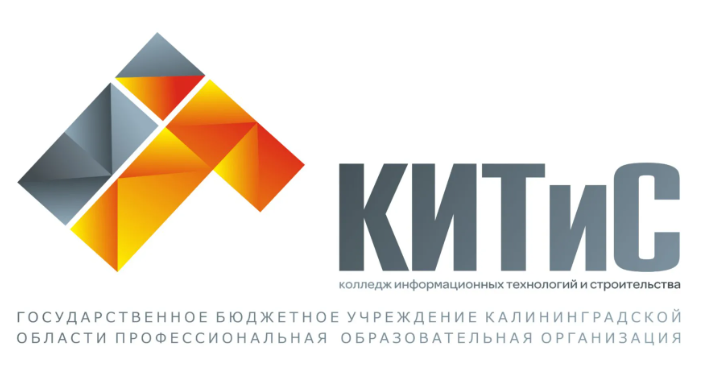 КИТиС
колледж информационных технологий и строительства
ГОСУДАРСТВЕННОЕ БЮДЖЕТНОЕ УЧРЕЖДЕНИЕ КАЛИНИНГРАДСКОЙ
ОБЛАСТИ ПРОФЕССИОНАЛЬНАЯ ОБРАЗОВАТЕЛЬНАЯ ОРГАНИЗАЦИЯ